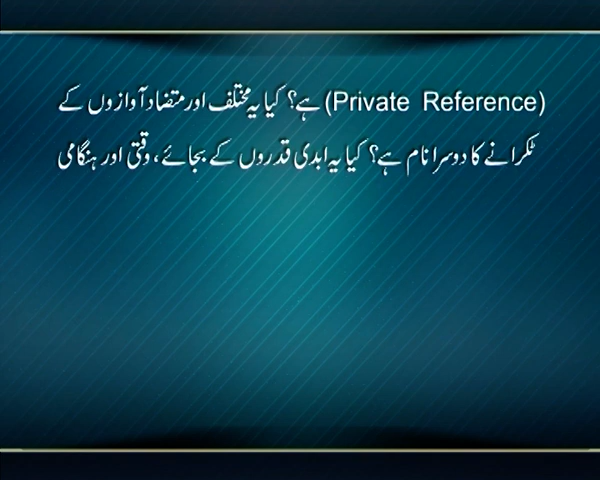 (Private Reference) ہے؟ کیا یہ مختلف اور متضاد آوازوں کے
ٹکرانے کا دوسرا نام ہے؟ کیا یہ ابدی قدروں کے بجائے، وقتی اور ہنگامی